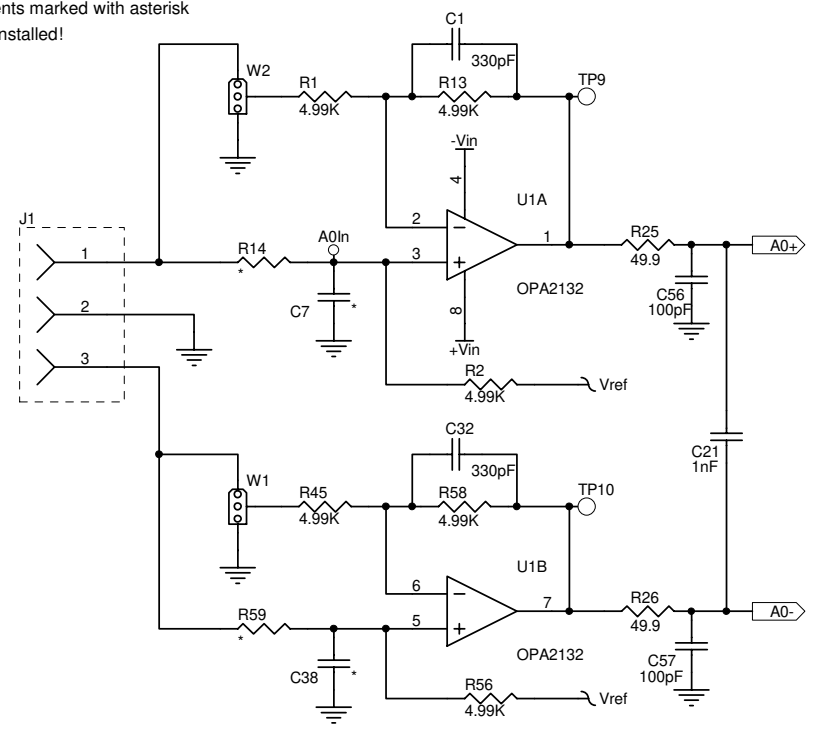 ents marked with asterisk
nstalled!
C1
330pF
W2
R1
4.99K
R13
4.99K
TP9
-Vin
4
U1A
J1
2
1
R25
49.9
A0+
1
R14
*
A0In
3
C7
*
OPA2132
C56
100pF
8
+Vin
2
3
R2
4.99K
Vref
C32
330pF
C21
1nF
W1
R45
4.99K
R58
4.99K
TP10
U1B
6
7
R26
49.9
A0-
R59
*
5
C38
*
OPA2132
C57
100pF
R56
4.99K
Vref